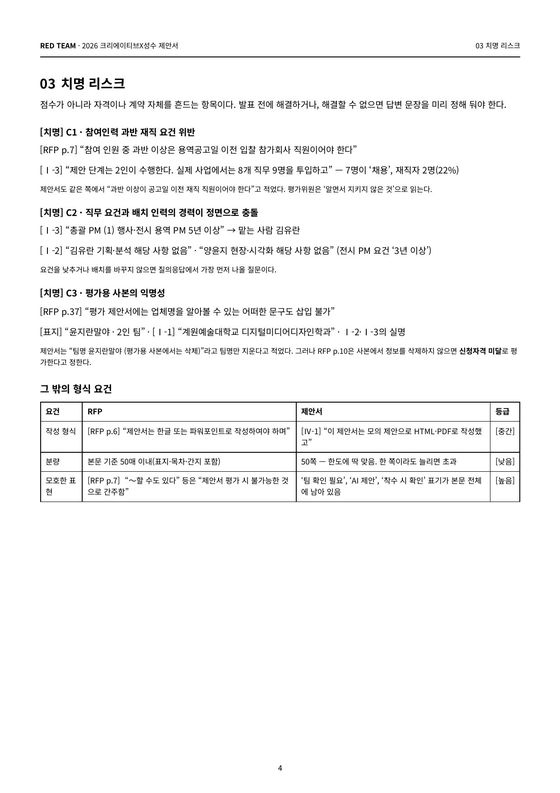 RED TEAM · 2026 크리에이티브X성수 제안서
03 치명 리스크
03 치명 리스크
점수가 아니라 자격이나 계약 자체를 흔드는 항목이다. 발표 전에 해결하거나, 해결할 수 없으면 답변 문장을 미리 정해 둬야 한다.
[치명] C1 · 참여인력 과반 재직 요건 위반
[RFP p.7] “참여 인원 중 과반 이상은 용역공고일 이전 입찰 참가회사 직원이어야 한다”
[Ⅰ-3] “제안 단계는 2인이 수행한다. 실제 사업에서는 8개 직무 9명을 투입하고” — 7명이 ‘채용’, 재직자 2명(22%)
제안서도 같은 쪽에서 “과반 이상이 공고일 이전 재직 직원이어야 한다”고 적었다. 평가위원은 ‘알면서 지키지 않은 것’으로 읽는다.
[치명] C2 · 직무 요건과 배치 인력의 경력이 정면으로 충돌
[Ⅰ-3] “총괄 PM (1) 행사·전시 용역 PM 5년 이상” → 맡는 사람 김유란
[Ⅰ-2] “김유란 기획·분석 해당 사항 없음” · “양윤지 현장·시각화 해당 사항 없음” (전시 PM 요건 ‘3년 이상’)
요건을 낮추거나 배치를 바꾸지 않으면 질의응답에서 가장 먼저 나올 질문이다.
[치명] C3 · 평가용 사본의 익명성
[RFP p.37] “평가 제안서에는 업체명을 알아볼 수 있는 어떠한 문구도 삽입 불가”
[표지] “윤지란말야 · 2인 팀” · [Ⅰ-1] “계원예술대학교 디지털미디어디자인학과” · Ⅰ-2·Ⅰ-3의 실명
제안서는 “팀명 윤지란말야 (평가용 사본에서는 삭제)”라고 팀명만 지운다고 적었다. 그러나 RFP p.10은 사본에서 정보를 삭제하지 않으면 신청자격 미달로 평
가한다고 정한다.
그 밖의 형식 요건
요건 RFP 제안서 등급
작성 형식 [RFP p.6] “제안서는 한글 또는 파워포인트로 작성하여야 하며” [Ⅳ-1] “이 제안서는 모의 제안으로 HTML·PDF로 작성했 [중간]
고”
분량 본문 기준 50매 이내(표지·목차·간지 포함) 50쪽 — 한도에 딱 맞음. 한 쪽이라도 늘리면 초과 [낮음]
모호한 표 [RFP p.7] “～할 수도 있다” 등은 “제안서 평가 시 불가능한 것 ‘팀 확인 필요’, ‘AI 제안’, ‘착수 시 확인’ 표기가 본문 전체 [높음]
현 으로 간주함” 에 남아 있음
4